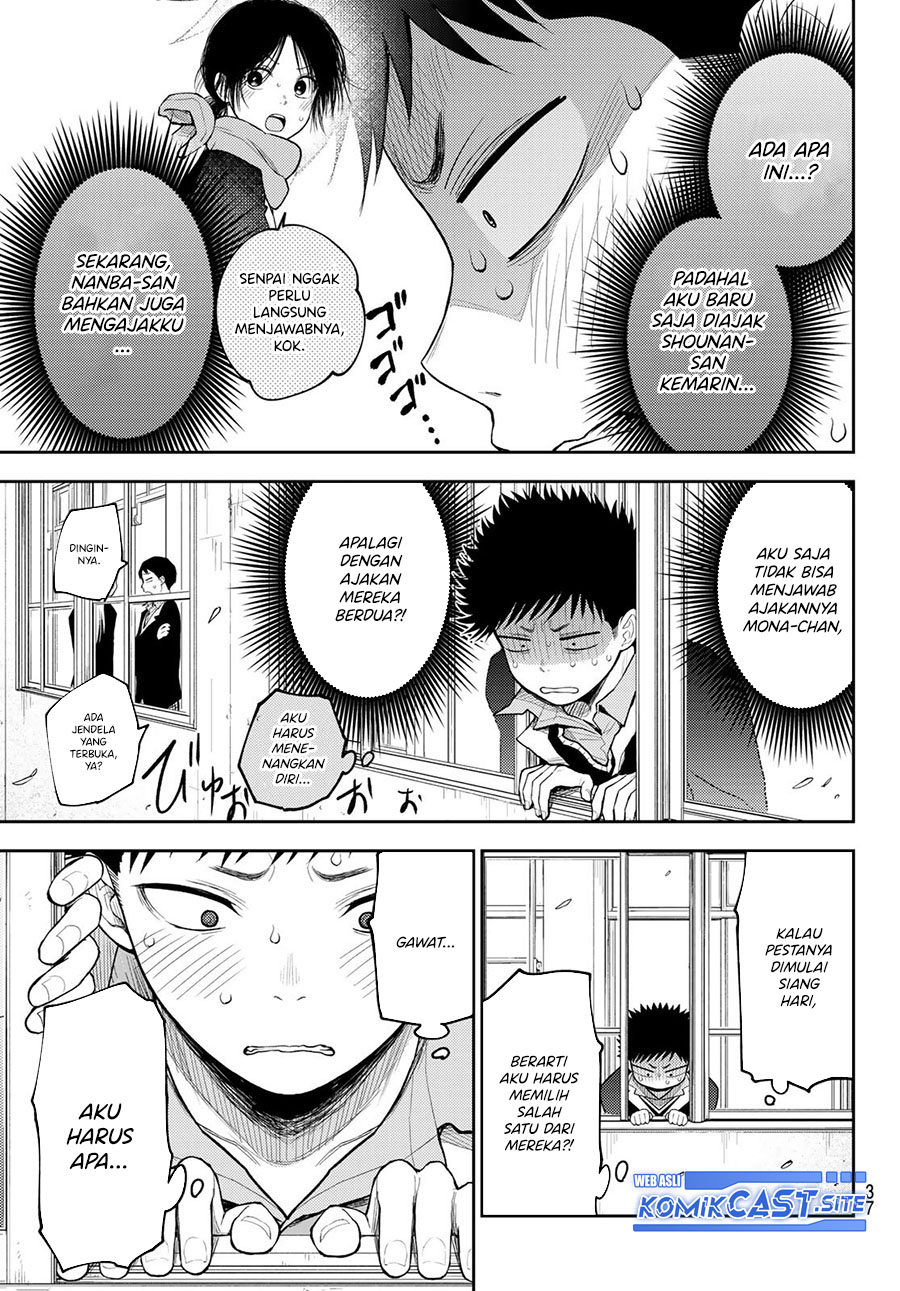 ADA APA
INI....?
PADAHAL
AKU BARU
SAJA DIAJAK
SHOUNAN-
SAN
KEMARIN...
SENPAI NGGAK
PERLU
LANGSUNG
MENJAWABNYA,
KOK.
SEKARANG,
NANBA-SAN
BAHKAN JUGA
MENGAJAKKU
...
ゴゴゴ...
AKU SAJA
TIDAK BISA
MENJAWAB
AJAKANNYA
MONA-CHAN,
APALAGI
DENGAN
AJAKAN
MEREKA
BERDUA?!
AKU
HARUS
MENE-
NANGKAN
DIRI...
DINGIN-
NYA.
ADA
JENDELA
YANG
TERBUKA,
YA?
びゅおおお
KALAU
PESTANYA
DIMULAI
SIANG
HARI,
BERARTI
AKU HARUS
MEMILIH
SALAH
SATU DARI
MEREKA?!
GAWAT...
AKU
HARUS
APA...
WEB ASLI
KOMIKCAST.SITE
37